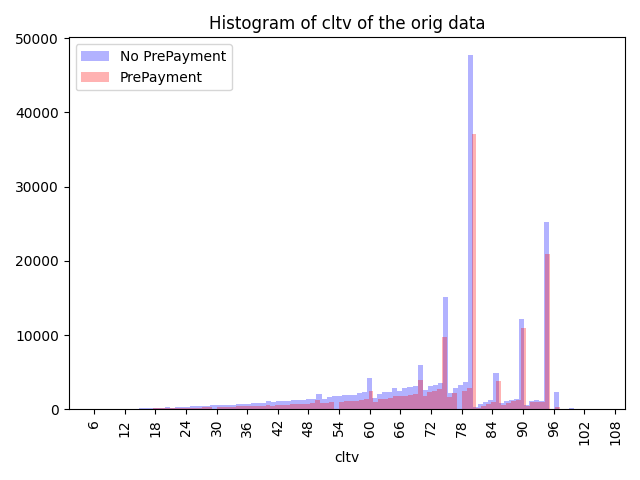 Histogram of cltv of the orig data
No PrePayment
PrePayment
50000
40000
30000
20000
10000
0
6 12 18 24 30 36 42 48 54 60 66 72 78 84 90 96 102 108
cltv